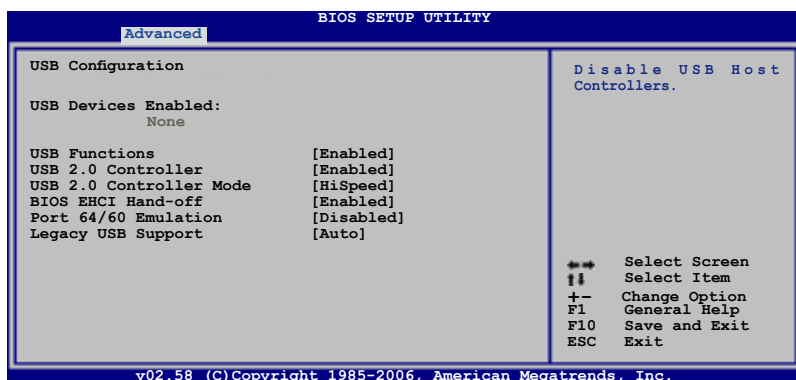 BIOS SETUP UTILITY
Advanced
USB Configuration
USB Devices Enabled:
None
USB Functions [Enabled]
USB 2.0 Controller [Enabled]
USB 2.0 Controller Mode [HiSpeed]
BIOS EHCI Hand-off [Enabled]
Port 64/60 Emulation [Disabled]
Legacy USB Support [Auto]
Disable USB Host
Controllers.
←→ Select Screen
↑↓ Select Item
+- Change Option
F1 General Help
F10 Save and Exit
ESC Exit
v02.58 (C)Copyright 1985-2006, American Megatrends, Inc.